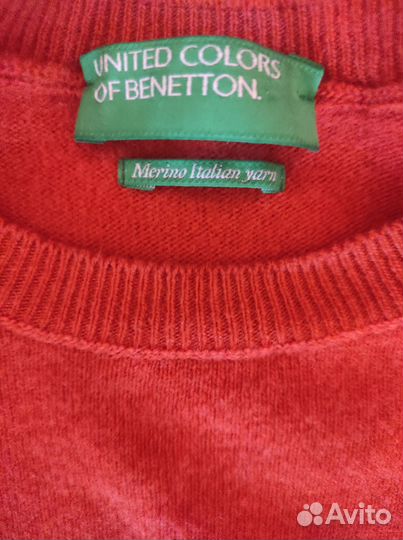 UNITED COLORS
OF BENETTON.
Merino Italian yarn
Avito